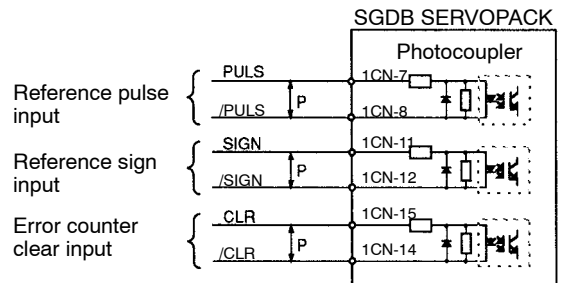 SGDB SERVOPACK
Photocoupler
Reference pulse
input
PULS
/PULS
P
1CN-7
1CN-8
Reference sign
input
SIGN
/SIGN
P
1CN-11
1CN-12
Error counter
clear input
CLR
/CLR
P
1CN-15
1CN-14